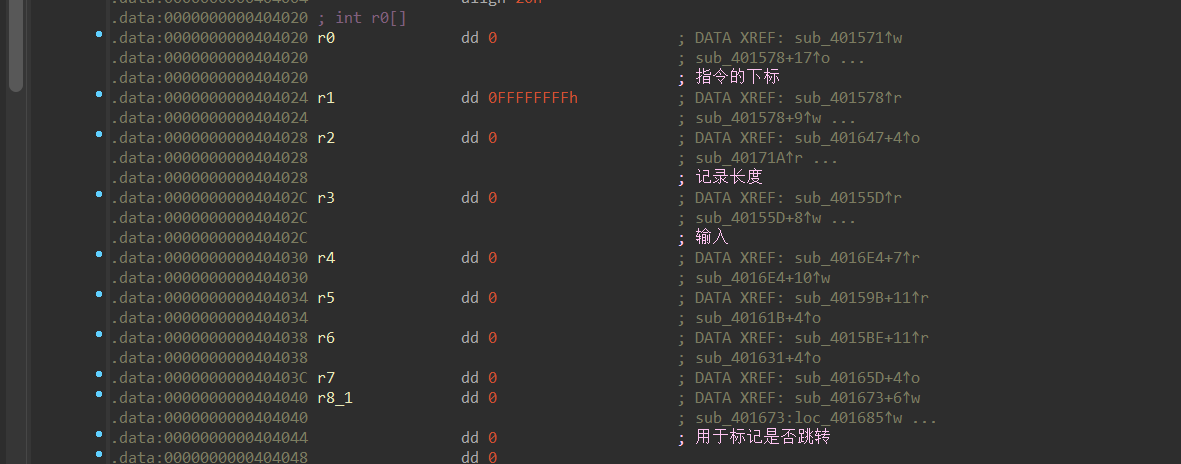 .data:0000000000404020 ; int r0[]
.data:0000000000404020 r0 dd 0 ; DATA XREF: sub_401571↑w
.data:0000000000404020 ; sub_401578+17↑o ...
.data:0000000000404020 ; 指令的下标
.data:0000000000404024 r1 dd 0FFFFFFFFh ; DATA XREF: sub_401578↑r
.data:0000000000404024 ; sub_401578+9↑w ...
.data:0000000000404028 r2 dd 0 ; DATA XREF: sub_401647+4↑o
.data:0000000000404028 ; sub_40171A↑r ...
.data:0000000000404028 ; 记录长度
.data:000000000040402C r3 dd 0 ; DATA XREF: sub_40155D↑r
.data:000000000040402C ; sub_40155D+8↑w ...
.data:000000000040402C ; 输入
.data:0000000000404030 r4 dd 0 ; DATA XREF: sub_4016E4+7↑r
.data:0000000000404030 ; sub_4016E4+10↑w
.data:0000000000404034 r5 dd 0 ; DATA XREF: sub_40159B+11↑r
.data:0000000000404034 ; sub_40161B+4↑o
.data:0000000000404038 r6 dd 0 ; DATA XREF: sub_4015BE+11↑r
.data:0000000000404038 ; sub_401631+4↑o
.data:000000000040403C r7 dd 0 ; DATA XREF: sub_40165D+4↑o
.data:0000000000404040 r8_1 dd 0 ; DATA XREF: sub_401673+6↑w
.data:0000000000404040 ; sub_401673:loc_401685↑w ...
.data:0000000000404044 dd 0 ; 用于标记是否跳转
.data:0000000000404048 dd 0